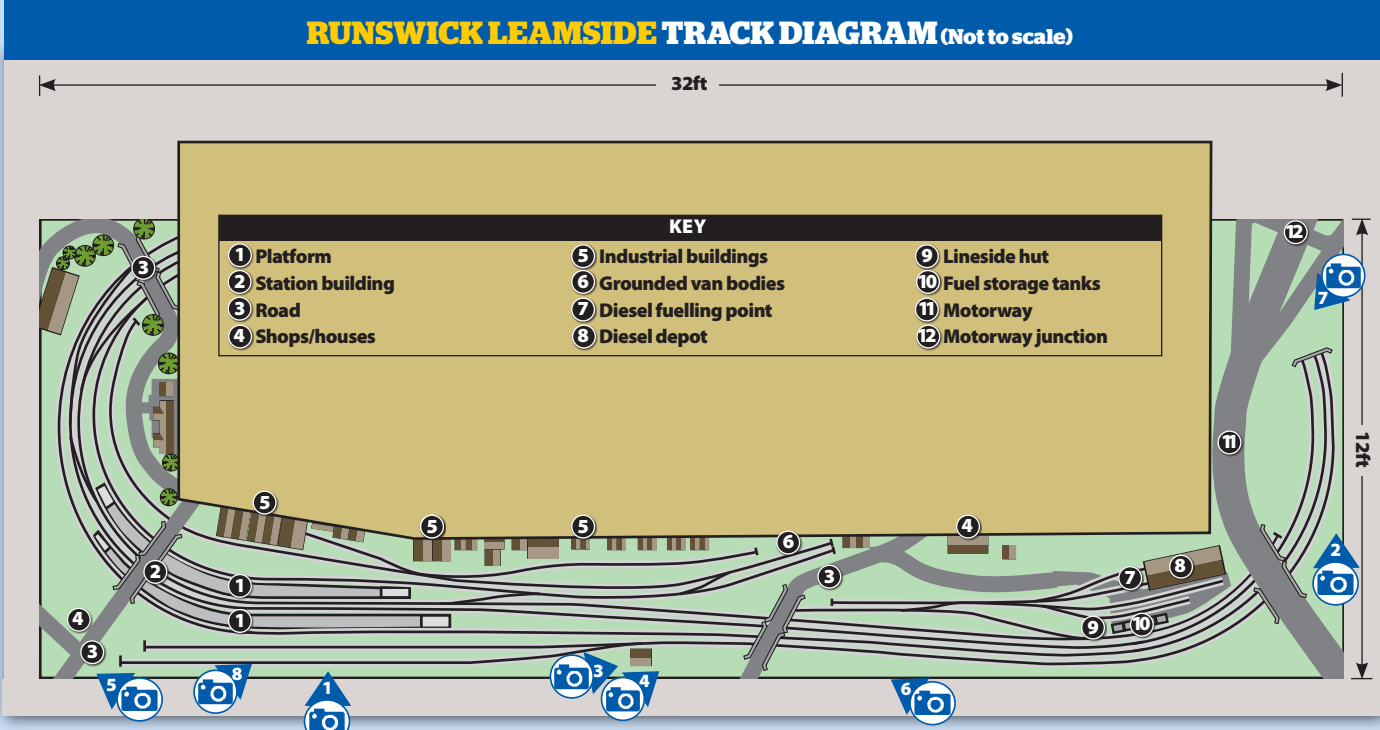 RUNSWICK LEAMSIDE TRACK DIAGRAM (Not to scale)
32ft
KEY
1 Platform
2 Station building
3 Road
4 Shops/houses
5 Industrial buildings
6 Grounded van bodies
7 Diesel fuelling point
8 Diesel depot
9 Lineside hut
10 Fuel storage tanks
11 Motorway
12 Motorway junction
12
3
7
11
12ft
5
5
5
4
6
2
2
1
3
7
8
1
9
10
4
3
5
8
1
3
4
6